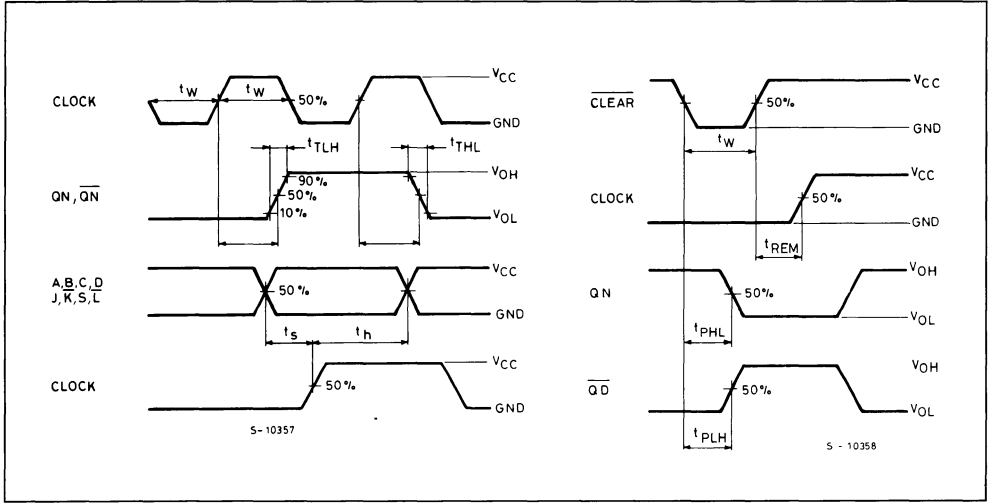 CLOCK
tW
tW
50%
VCC
GND
tTLH
tTHL
QN, QN
90%
50%
10%
VOH
VOL
A,B,C,D
J,K,S,L
50%
VCC
GND
ts
th
CLOCK
50%
VCC
GND
S-10357
CLEAR
50%
VCC
GND
tW
CLOCK
50%
VCC
GND
tREM
QN
50%
VOH
VOL
tPHL
QD
50%
VOH
VOL
tPLH
S - 10358